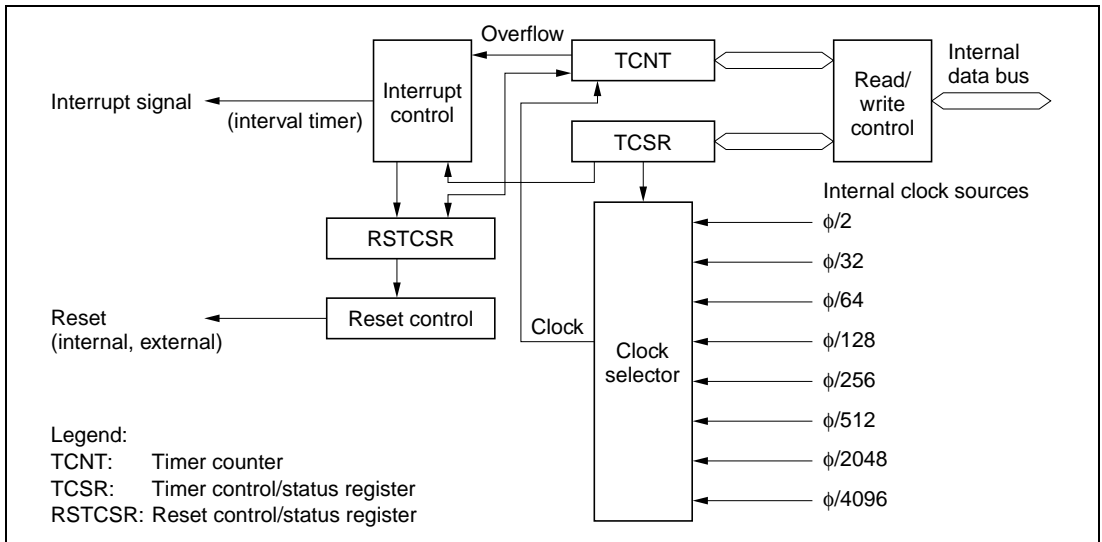 Overflow
TCNT
Internal
data bus
Read/
write
control
Interrupt
control
Interrupt signal
(interval timer)
TCSR
Internal clock sources
RSTCSR
ϕ/2
ϕ/32
ϕ/64
Reset control
Reset
(internal, external)
Clock
Clock
selector
ϕ/128
ϕ/256
ϕ/512
ϕ/2048
ϕ/4096
Legend:
TCNT: Timer counter
TCSR: Timer control/status register
RSTCSR: Reset control/status register